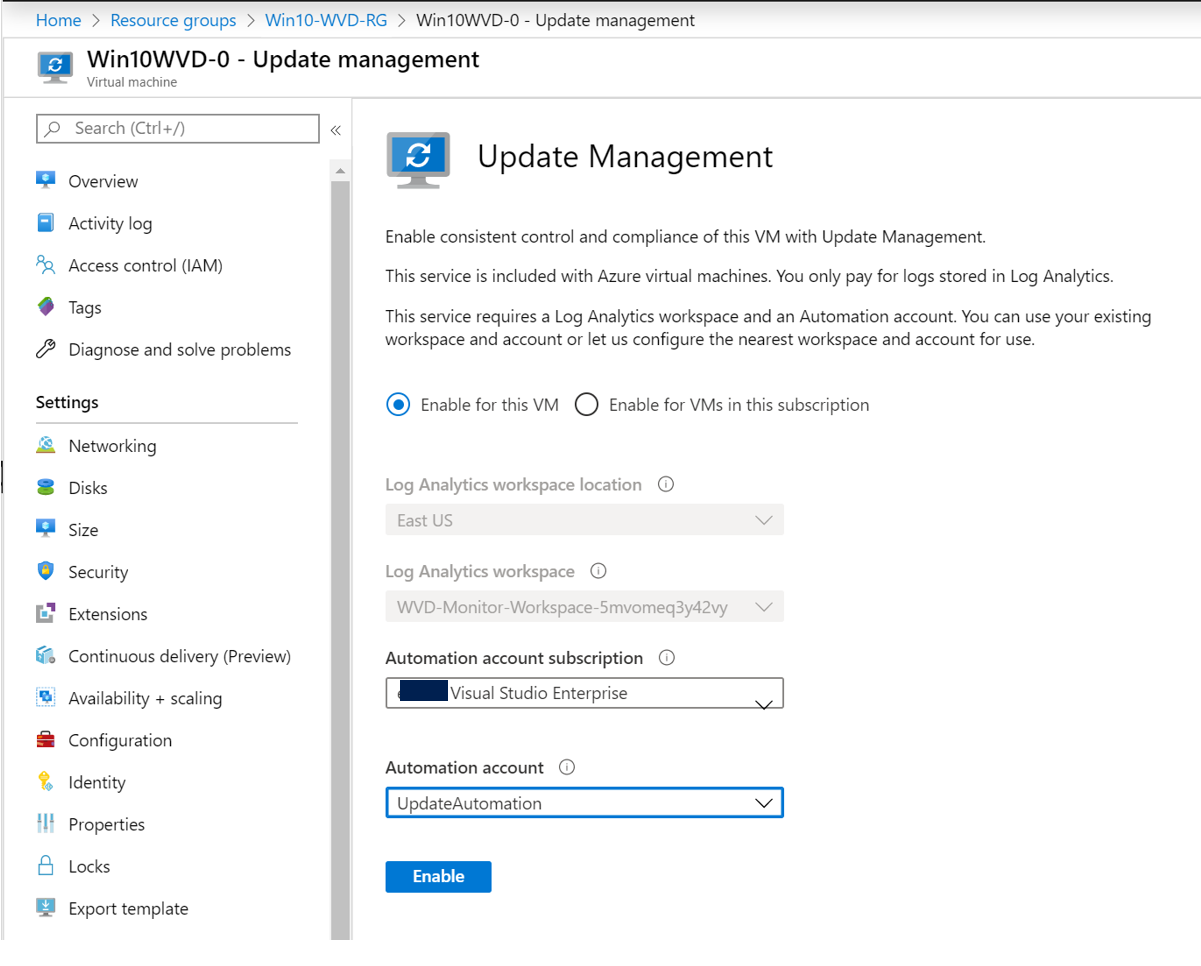 Home > Resource groups > Win10-WVD-RG > Win10WVD-0 - Update management
Win10WVD-0 - Update management
Virtual machine
Search (Ctrl+/)
«
Overview
Activity log
Access control (IAM)
Tags
Diagnose and solve problems
Settings
Networking
Disks
Size
Security
Extensions
Continuous delivery (Preview)
Availability + scaling
Configuration
Identity
Properties
Locks
Export template
Update Management
Enable consistent control and compliance of this VM with Update Management.
This service is included with Azure virtual machines. You only pay for logs stored in Log Analytics.
This service requires a Log Analytics workspace and an Automation account. You can use your existing
workspace and account or let us configure the nearest workspace and account for use.
Enable for this VM Enable for VMs in this subscription
Log Analytics workspace location
East US
Log Analytics workspace
WVD-Monitor-Workspace-5mvomeq3y42vy
Automation account subscription
Visual Studio Enterprise
Automation account
UpdateAutomation
Enable